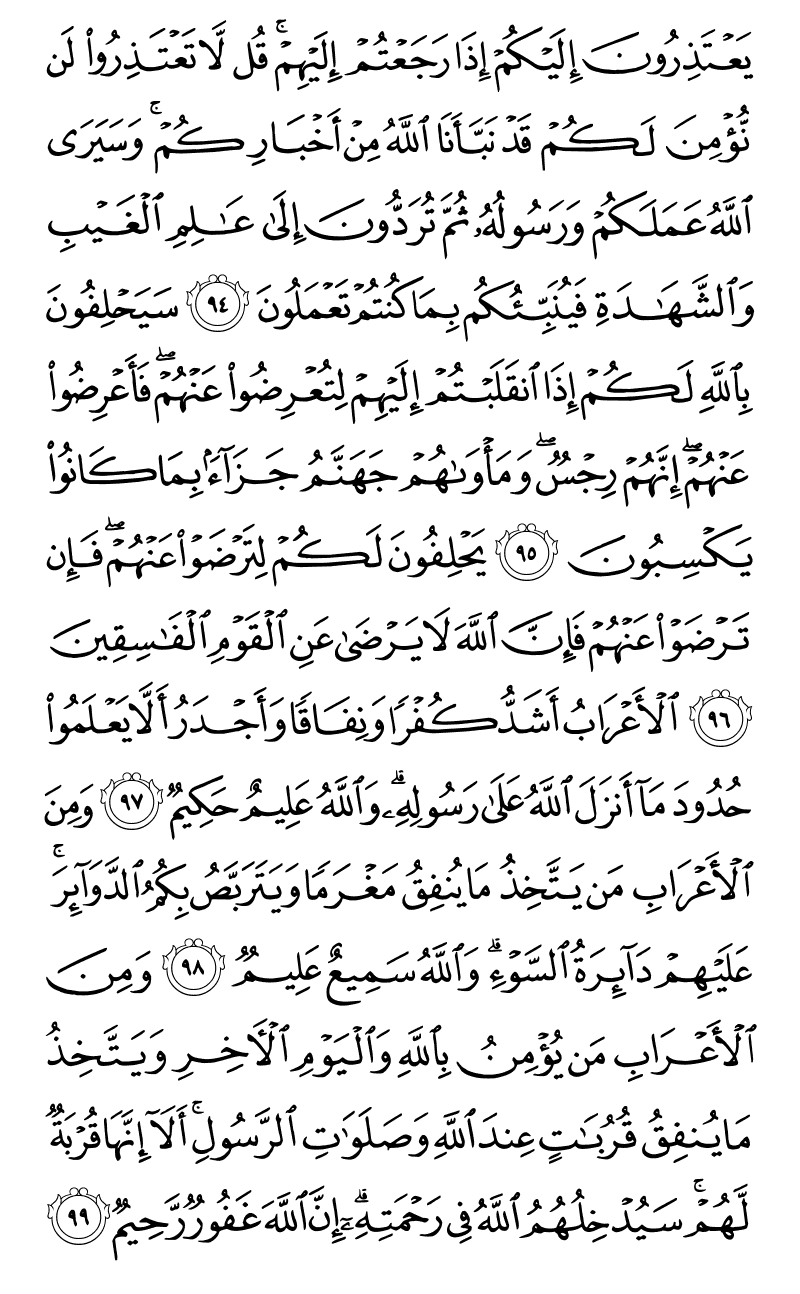 يَعْتَذِرُونَ إِلَيْكُمْ إِذَا رَجَعْتُمْ إِلَيْهِمْ ۚ قُل لَّا تَعْتَذِرُوا۟ لَن
نُّؤْمِنَ لَكُمْ قَدْ نَبَّأَنَا ٱللَّهُ مِنْ أَخْبَارِكُمْ ۚ وَسَيَرَى
ٱللَّهُ عَمَلَكُمْ وَرَسُولُهُۥ ثُمَّ تُرَدُّونَ إِلَىٰ عَـٰلِمِ ٱلْغَيْبِ
وَٱلشَّهَـٰدَةِ فَيُنَبِّئُكُم بِمَا كُنتُمْ تَعْمَلُونَ ٩٤ سَيَحْلِفُونَ
بِٱللَّهِ لَكُمْ إِذَا ٱنقَلَبْتُمْ إِلَيْهِمْ لِتُعْرِضُوا۟ عَنْهُمْ ۖ فَأَعْرِضُوا۟
عَنْهُمْ ۖ إِنَّهُمْ رِجْسٌ ۖ وَمَأْوَىٰهُمْ جَهَنَّمُ جَزَآءًۢ بِمَا كَانُوا۟
يَكْسِبُونَ ٩٥ يَحْلِفُونَ لَكُمْ لِتَرْضَوْا۟ عَنْهُمْ ۖ فَإِن
تَرْضَوْا۟ عَنْهُمْ فَإِنَّ ٱللَّهَ لَا يَرْضَىٰ عَنِ ٱلْقَوْمِ ٱلْفَـٰسِقِينَ
٩٦ ٱلْأَعْرَابُ أَشَدُّ كُفْرًا وَنِفَاقًا وَأَجْدَرُ أَلَّا يَعْلَمُوا۟
حُدُودَ مَآ أَنزَلَ ٱللَّهُ عَلَىٰ رَسُولِهِۦ ۗ وَٱللَّهُ عَلِيمٌ حَكِيمٌ ٩٧ وَمِنَ
ٱلْأَعْرَابِ مَن يَتَّخِذُ مَا يُنفِقُ مَغْرَمًا وَيَتَرَبَّصُ بِكُمُ ٱلدَّوَآئِرَ ۚ
عَلَيْهِمْ دَآئِرَةُ ٱلسَّوْءِ ۗ وَٱللَّهُ سَمِيعٌ عَلِيمٌ ٩٨ وَمِنَ
ٱلْأَعْرَابِ مَن يُؤْمِنُ بِٱللَّهِ وَٱلْيَوْمِ ٱلْـَٔاخِرِ وَيَتَّخِذُ
مَا يُنفِقُ قُرُبَـٰتٍ عِندَ ٱللَّهِ وَصَلَوَٰتِ ٱلرَّسُولِ ۚ أَلَآ إِنَّهَا قُرْبَةٌ
لَّهُمْ ۚ سَيُدْخِلُهُمُ ٱللَّهُ فِى رَحْمَتِهِۦٓ ۗ إِنَّ ٱللَّهَ غَفُورٌ رَّحِيمٌ ٩٩